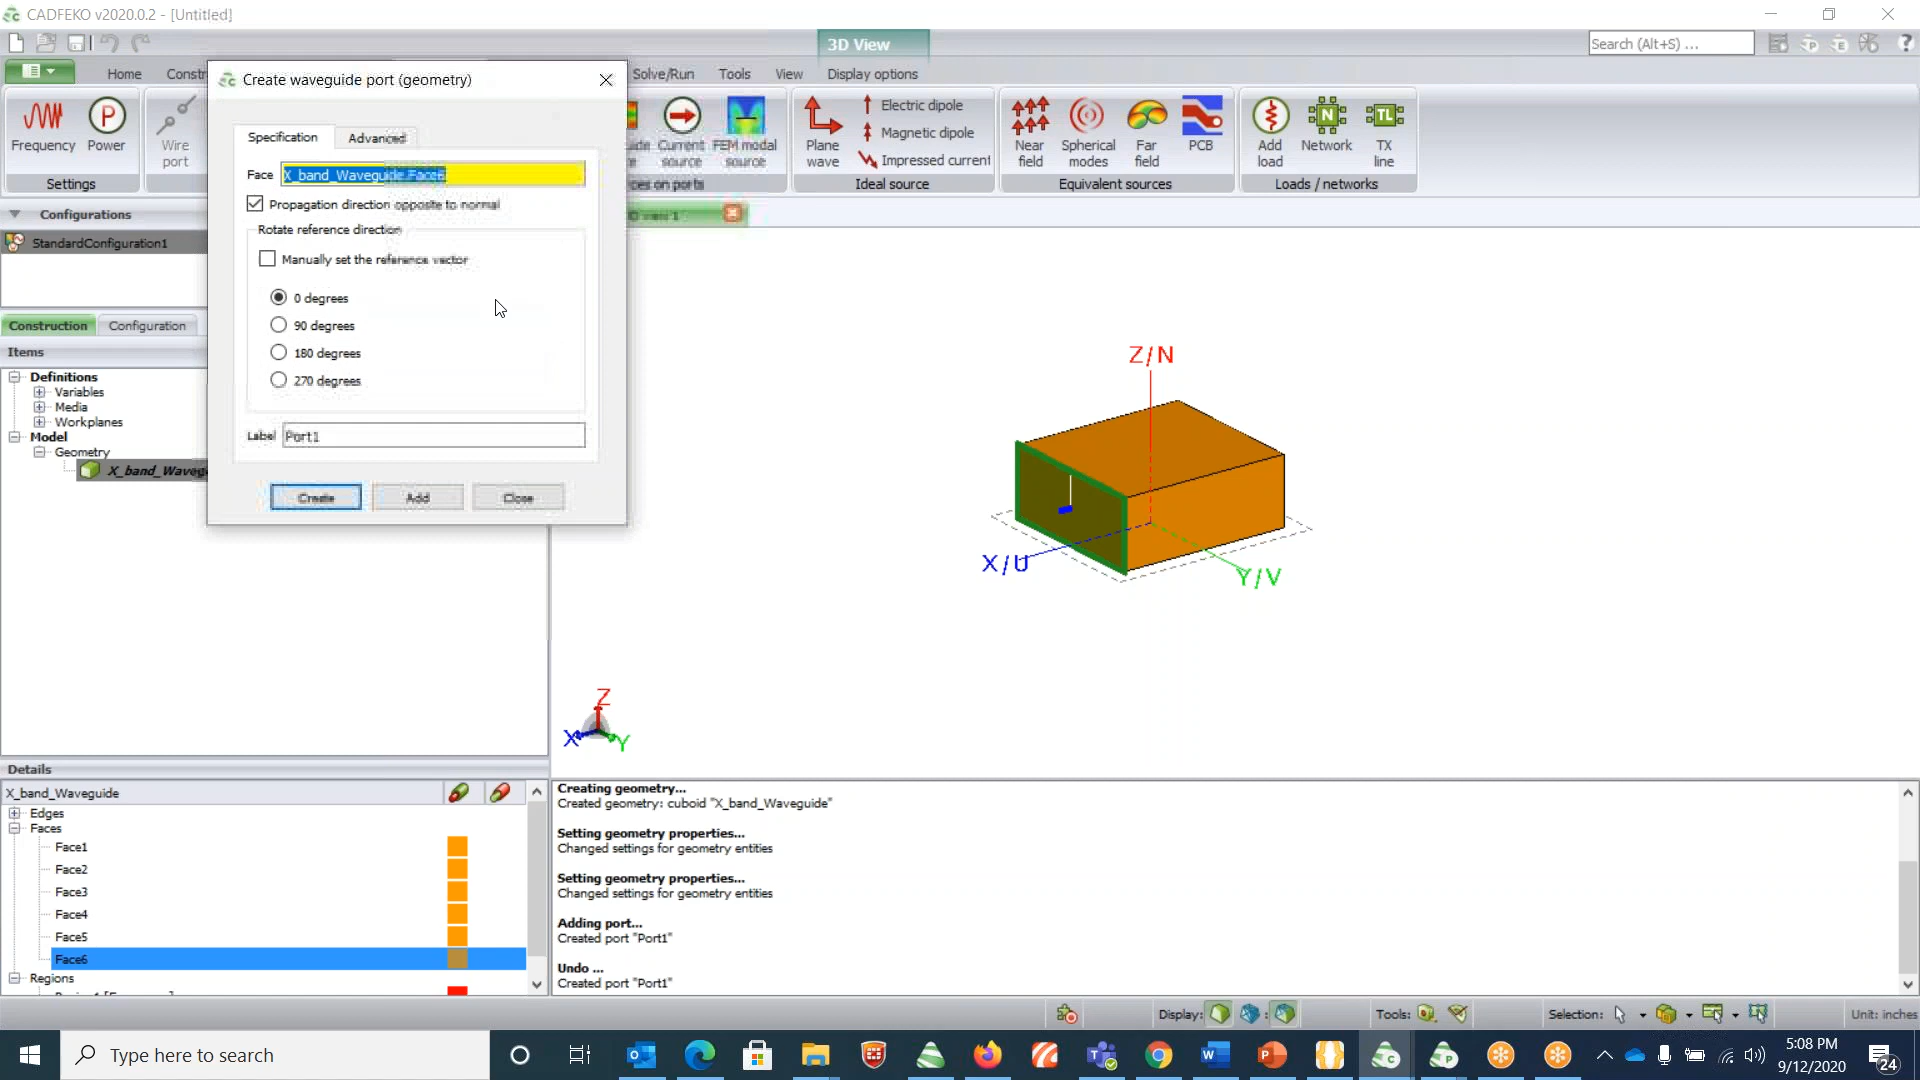 CADFEKO v2020.0.2 - [Untitled]
3D View
Search (Alt+S) ...
Home
Constr
Solve/Run
Tools
View
Display options
Create waveguide port (geometry)
Specification
Advanced
Face
X_band_Waveguide.Face6
Propagation direction opposite to normal
Rotate reference direction
Manually set the reference vector
0 degrees
90 degrees
180 degrees
270 degrees
Label
Port1
Create
Add
Close
Frequency
Power
Settings
Wire
port
Current
source
FEM modal
source
Plane
wave
Electric dipole
Magnetic dipole
Impressed current
Ideal source
Near
field
Spherical
modes
Far
field
PCB
Equivalent sources
Add
load
Network
TX
line
Loads / networks
Configurations
StandardConfiguration1
Construction
Configuration
Items
Definitions
Variables
Media
Workplanes
Model
Geometry
X_band_Waveg
Z/N
X/U
Y/V
Z
X
Y
Details
X_band_Waveguide
Edges
Faces
Face1
Face2
Face3
Face4
Face5
Face6
Regions
Creating geometry...
Created geometry: cuboid "X_band_Waveguide"
Setting geometry properties...
Changed settings for geometry entities
Setting geometry properties...
Changed settings for geometry entities
Adding port...
Created port "Port1"
Undo ...
Created port "Port1"
Display:
Tools:
Selection:
Unit: inches
Type here to search
5:08 PM
9/12/2020
24